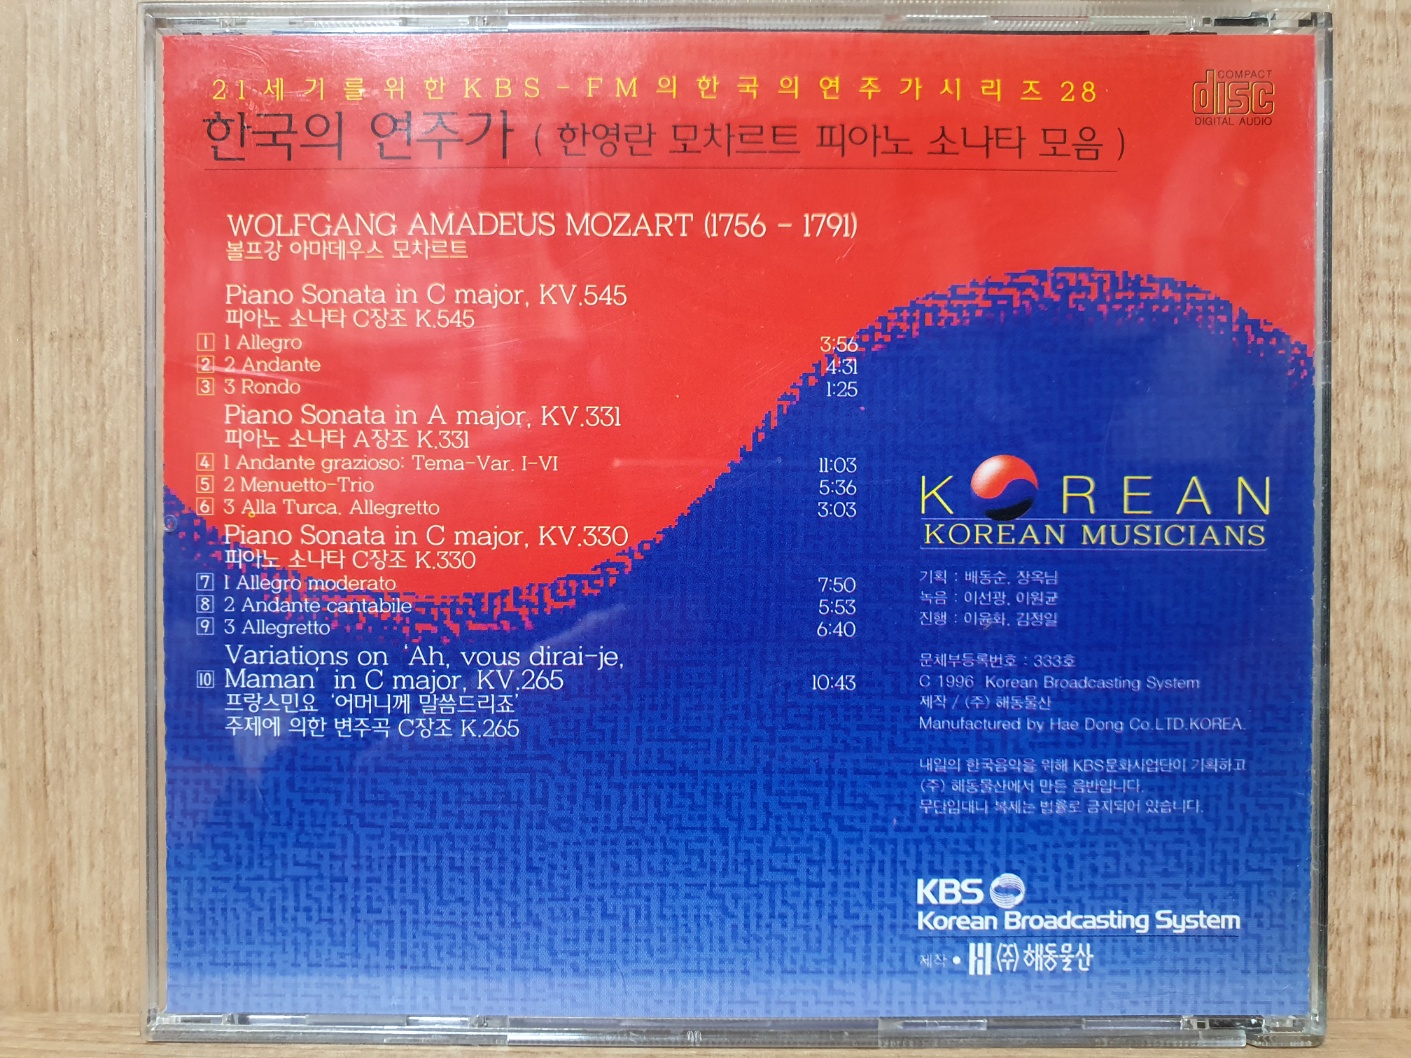 21세기를위한KBS-FM의한국의연주가시리즈28
COMPACT
disc
DIGITAL AUDIO
한국의 연주가 ( 한영란 모차르트 피아노 소나타 모음 )
WOLFGANG AMADEUS MOZART (1756 - 1791)
볼프강 아마데우스 모차르트
Piano Sonata in C major, KV.545
피아노 소나타 C장조 K.545
1 1 Allegro 3:56
2 2 Andante 4:31
3 3 Rondo 1:25
Piano Sonata in A major, KV.331
피아노 소나타 A장조 K.331
4 1 Andante grazioso: Tema-Var. I-VI 11:03
5 2 Menuetto-Trio 5:36
6 3 Alla Turca. Allegretto 3:03
Piano Sonata in C major, KV.330
피아노 소나타 C장조 K.330
7 1 Allegro moderato 7:50
8 2 Andante cantabile 5:53
9 3 Allegretto 6:40
Variations on 'Ah, vous dirai-je,
10 Maman' in C major, KV.265 10:43
프랑스민요 '어머니께 말씀드리죠'
주제에 의한 변주곡 C장조 K.265
KOREAN
KOREAN MUSICIANS
기획 : 배동순, 장옥님
녹음 : 이선광, 이원균
진행 : 김정일
문체부등록번호 : 333호
C 1996 Korean Broadcasting System
제작 / (주) 해동물산
Manufactured by Hae Dong Co.LTD.KOREA.
내일의 한국음악을 위해 KBS문화사업단이 기획하고
(주) 해동물산에서 만든 음반입니다.
무단임대나 복제는 법률로 금지되어 있습니다.
KBS
Korean Broadcasting System
제작 • (주)해동물산